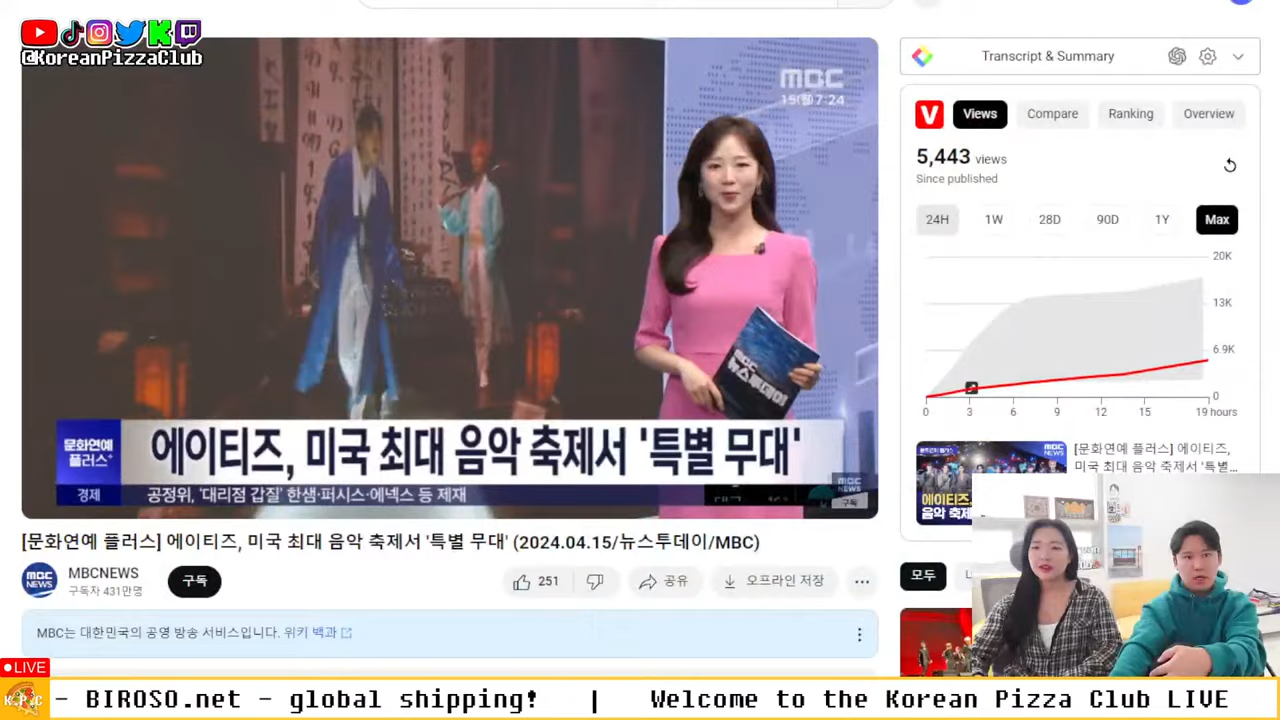 @KoreanPizzaClub
mbc
15(월) 7:24
mbc
뉴스투데이
문화연예
플러스+
에이티즈, 미국 최대 음악 축제서 '특별 무대'
경제
공정위, '대리점 갑질' 한샘·퍼시스·에넥스 등 제재
MBC
NEWS
구독
[문화연예 플러스] 에이티즈, 미국 최대 음악 축제서 '특별 무대' (2024.04.15/뉴스투데이/MBC)
MBC
NEWS
MBCNEWS
구독자 431만명
구독
251
공유
오프라인 저장
MBC는 대한민국의 공영 방송 서비스입니다. 위키 백과
Transcript & Summary
V
Views
Compare
Ranking
Overview
5,443 views
Since published
24H
1W
28D
90D
1Y
Max
20K
13K
6.9K
0
0
3
6
9
12
15
19 hours
[문화연예 플러스] 에이티즈,
미국 최대 음악 축제서 '특별...
모두
LIVE
K.P.C
- BIROSO.net - global shipping! | Welcome to the Korean Pizza Club LIVE